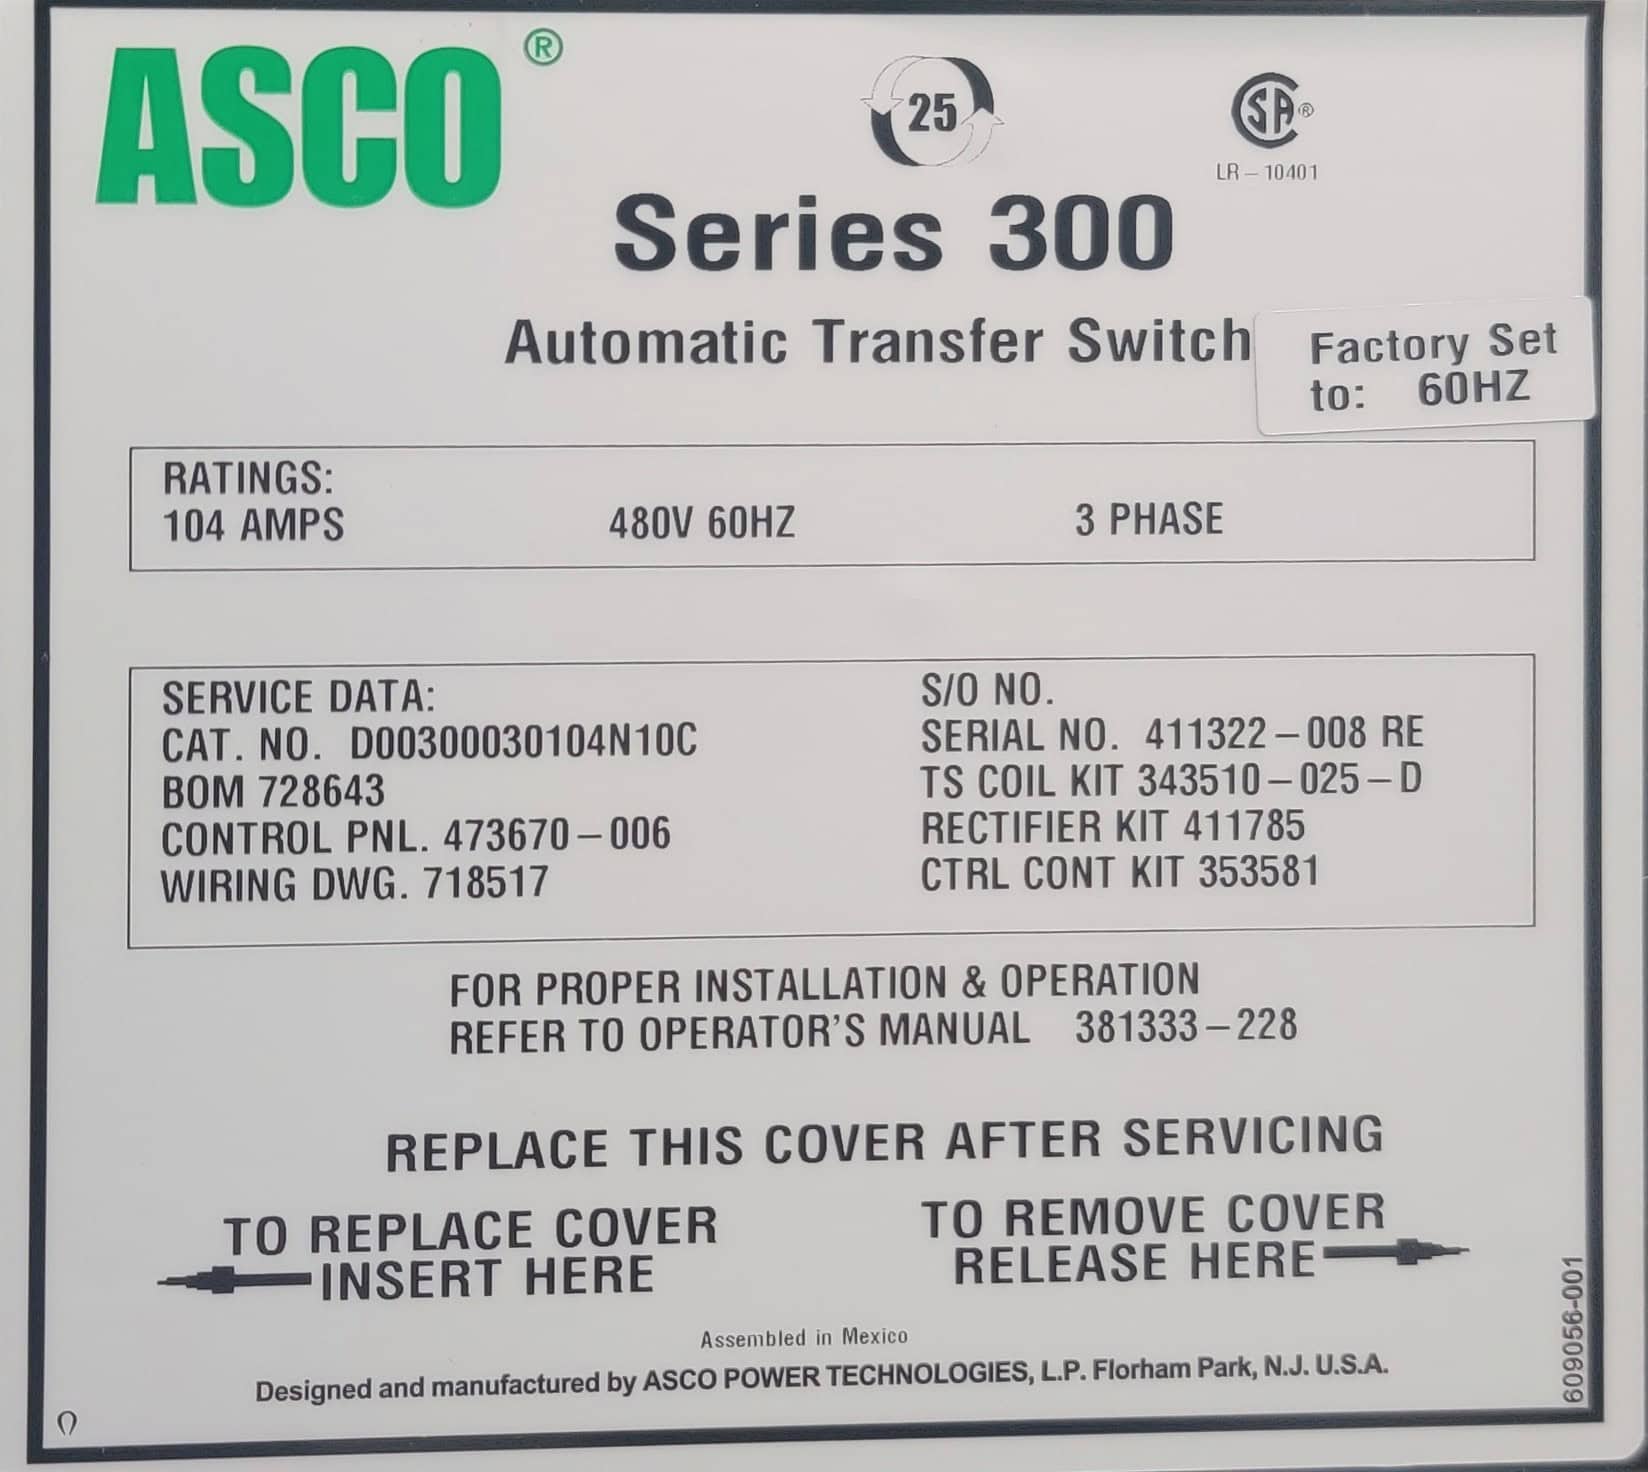 ASCO®
25
SA®
LR – 10401
Series 300
Automatic Transfer Switch
Factory Set
to: 60HZ
RATINGS:
104 AMPS 480V 60HZ 3 PHASE
SERVICE DATA:
CAT. NO. D00300030104N10C
BOM 728643
CONTROL PNL. 473670–006
WIRING DWG. 718517
S/O NO.
SERIAL NO. 411322–008 RE
TS COIL KIT 343510–025–D
RECTIFIER KIT 411785
CTRL CONT KIT 353581
FOR PROPER INSTALLATION & OPERATION
REFER TO OPERATOR'S MANUAL 381333–228
REPLACE THIS COVER AFTER SERVICING
TO REPLACE COVER
INSERT HERE
TO REMOVE COVER
RELEASE HERE
Assembled in Mexico
Designed and manufactured by ASCO POWER TECHNOLOGIES, L.P. Florham Park, N.J. U.S.A.
609056-001